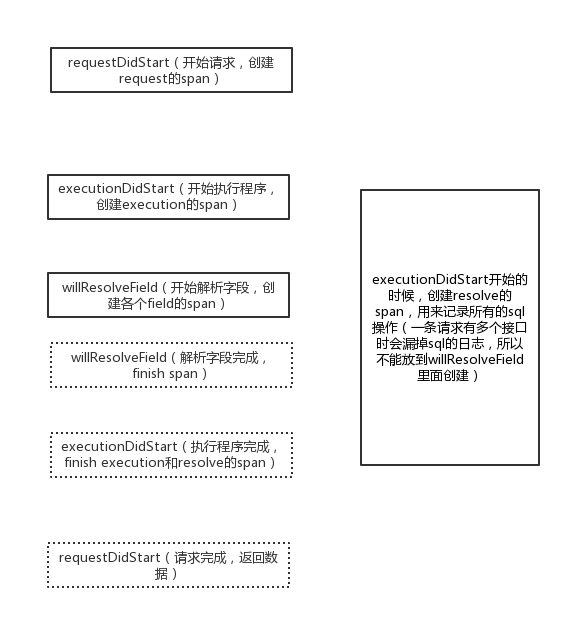 requestDidStart（开始请求，创建
request的span）
executionDidStart（开始执行程序，
创建execution的span）
willResolveField（开始解析字段，创
建各个field的span）
willResolveField（解析字段完成，
finish span）
executionDidStart（执行程序完成，
finish execution和resolve的span）
requestDidStart（请求完成，返回数
据）
executionDidStart开始的
时候，创建resolve的
span，用来记录所有的sql
操作（一条请求有多个接口
时会漏掉sql的日志，所以
不能放到willResolveField
里面创建）